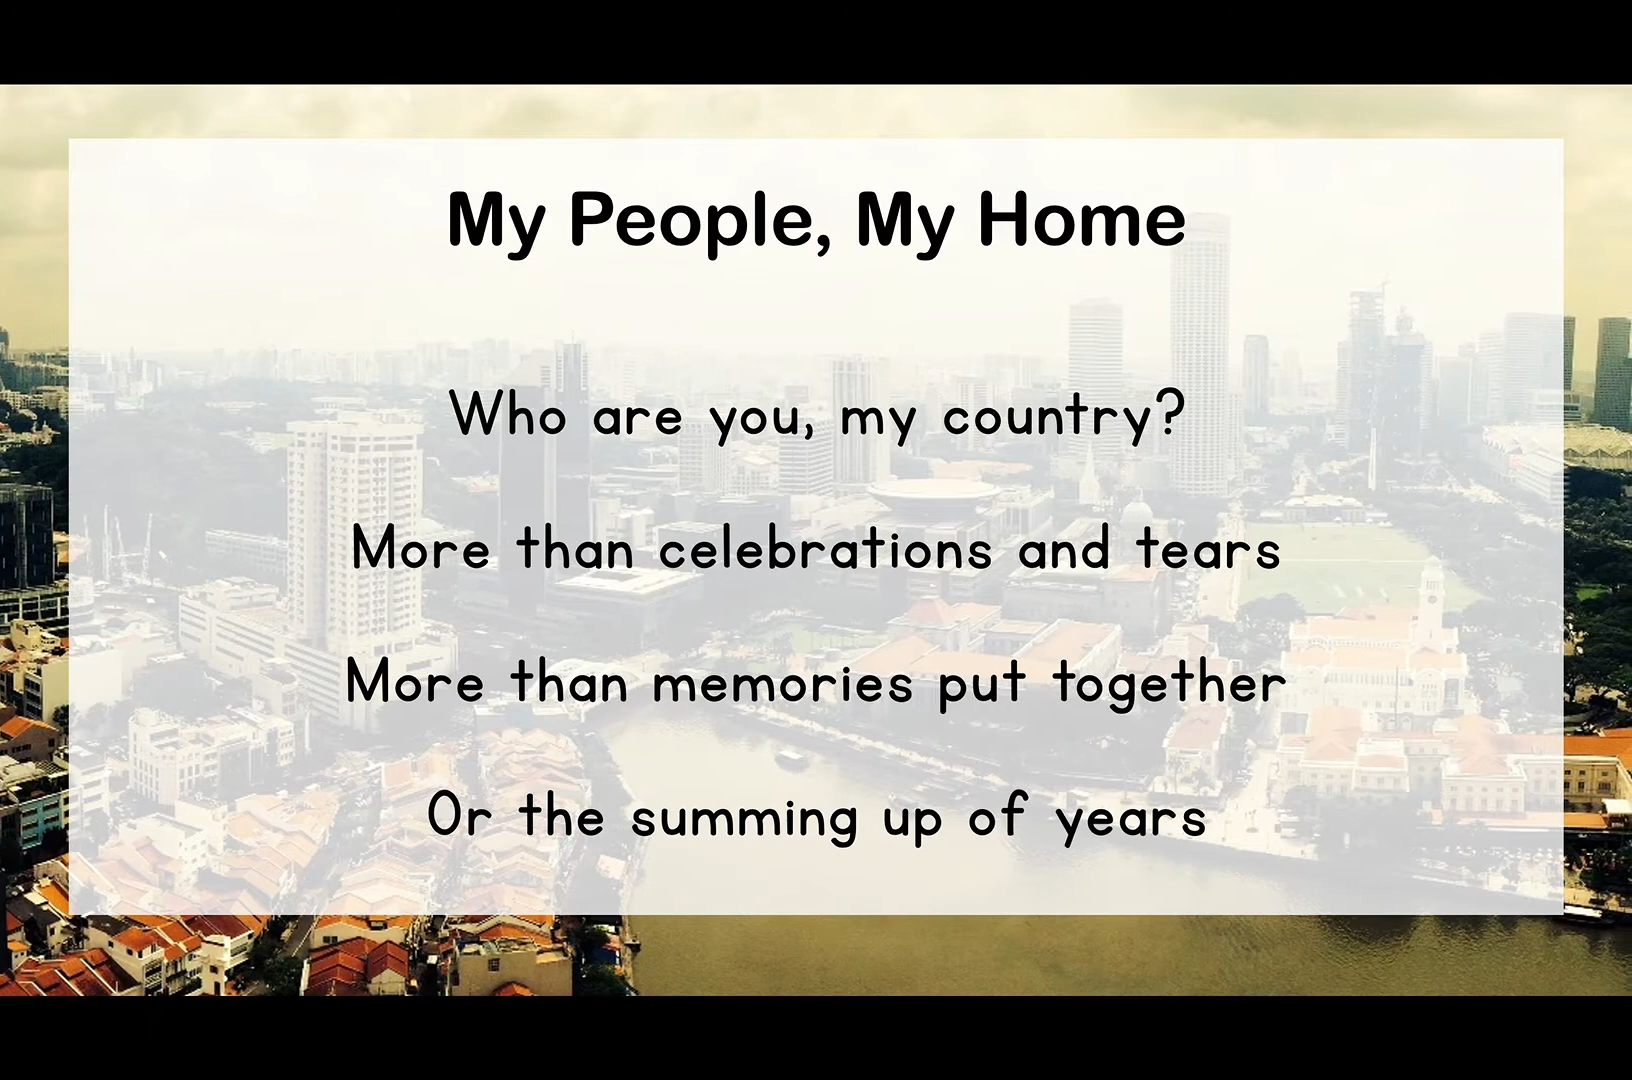 My People, My Home
Who are you, my country?
More than celebrations and tears
More than memories put together
Or the summing up of years